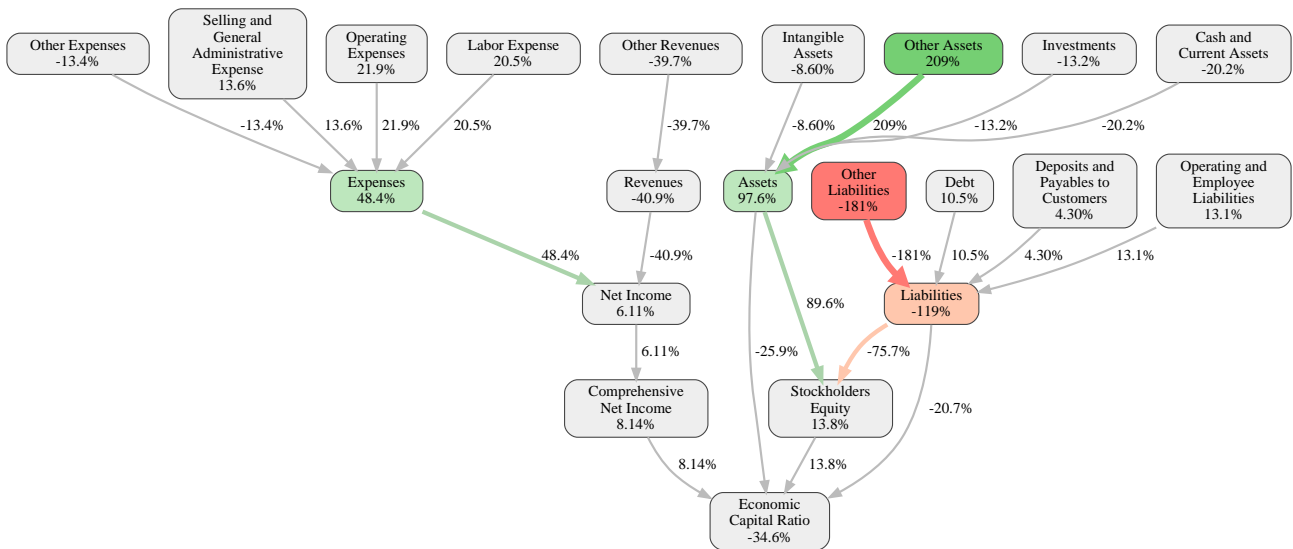 Other Expenses
-13.4%
Selling and
General
Administrative
Expense
13.6%
Operating
Expenses
21.9%
Labor Expense
20.5%
Other Revenues
-39.7%
Intangible
Assets
-8.60%
Other Assets
209%
Investments
-13.2%
Cash and
Current Assets
-20.2%
-13.4%
13.6%
21.9%
20.5%
-39.7%
-8.60%
209%
-13.2%
-20.2%
Expenses
48.4%
Revenues
-40.9%
Assets
97.6%
Other
Liabilities
-181%
Debt
10.5%
Deposits and
Payables to
Customers
4.30%
Operating and
Employee
Liabilities
13.1%
48.4%
-40.9%
-181%
10.5%
4.30%
13.1%
Net Income
6.11%
89.6%
Liabilities
-119%
6.11%
-25.9%
-75.7%
Comprehensive
Net Income
8.14%
Stockholders
Equity
13.8%
-20.7%
8.14%
13.8%
Economic
Capital Ratio
-34.6%